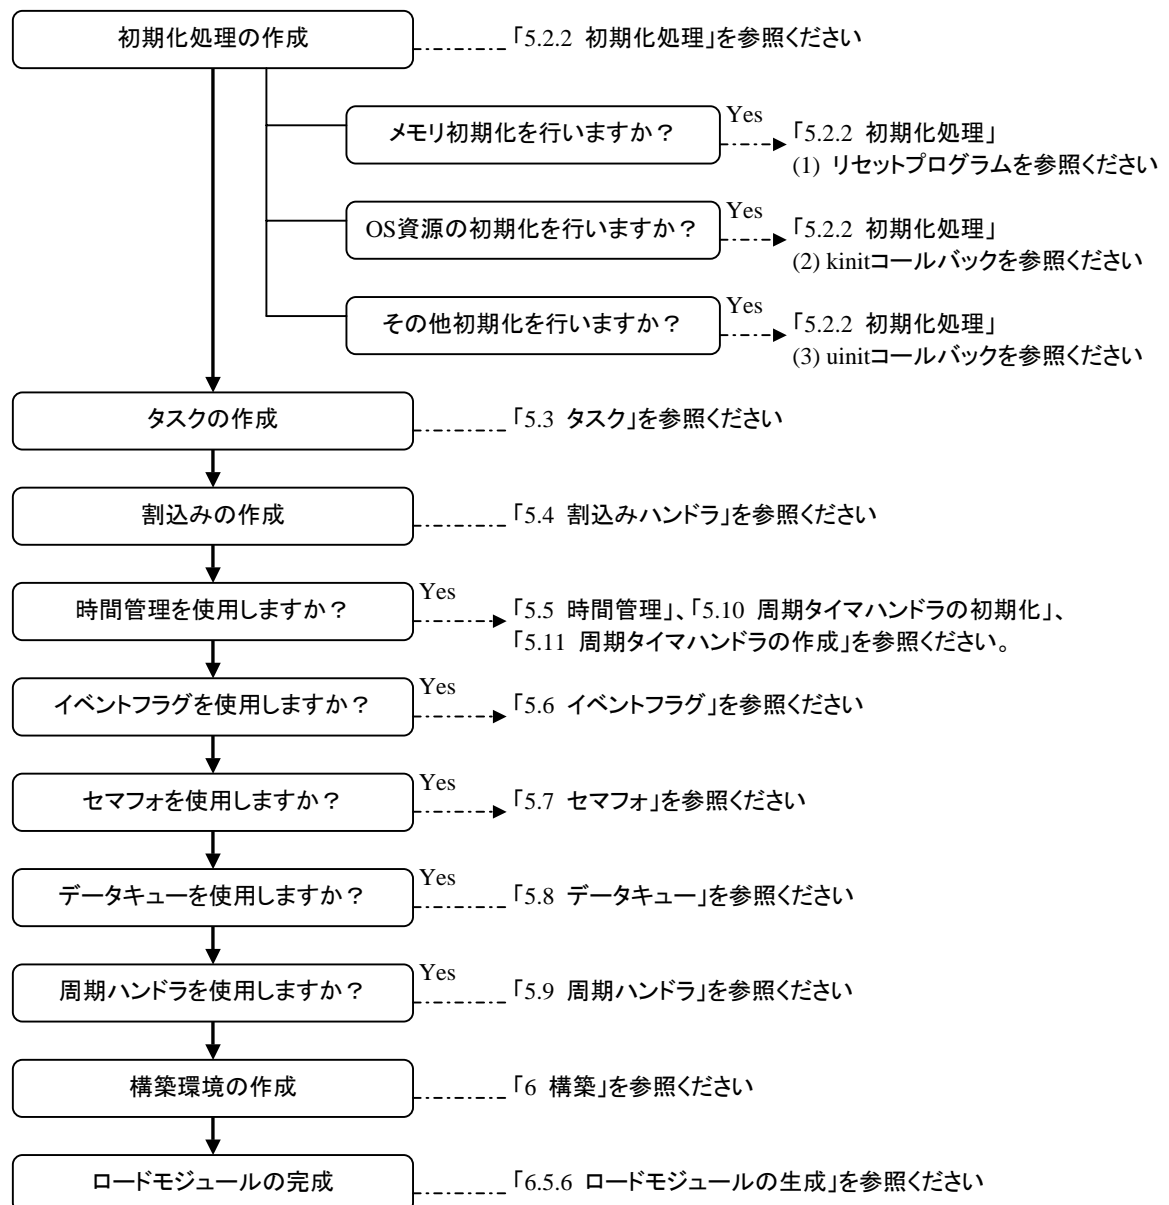 初期化処理の作成
「5.2.2 初期化処理」を参照ください
メモリ初期化を行いますか？
Yes
「5.2.2 初期化処理」
(1) リセットプログラムを参照ください
OS資源の初期化を行いますか？
Yes
「5.2.2 初期化処理」
(2) kinitコールバックを参照ください
その他初期化を行いますか？
Yes
「5.2.2 初期化処理」
(3) uinitコールバックを参照ください
タスクの作成
「5.3 タスク」を参照ください
割込みの作成
「5.4 割込みハンドラ」を参照ください
時間管理を使用しますか？
Yes
「5.5 時間管理」、「5.10 周期タイマハンドラの初期化」、
「5.11 周期タイマハンドラの作成」を参照ください。
イベントフラグを使用しますか？
Yes
「5.6 イベントフラグ」を参照ください
セマフォを使用しますか？
Yes
「5.7 セマフォ」を参照ください
データキューを使用しますか？
Yes
「5.8 データキュー」を参照ください
周期ハンドラを使用しますか？
Yes
「5.9 周期ハンドラ」を参照ください
構築環境の作成
「6 構築」を参照ください
ロードモジュールの完成
「6.5.6 ロードモジュールの生成」を参照ください